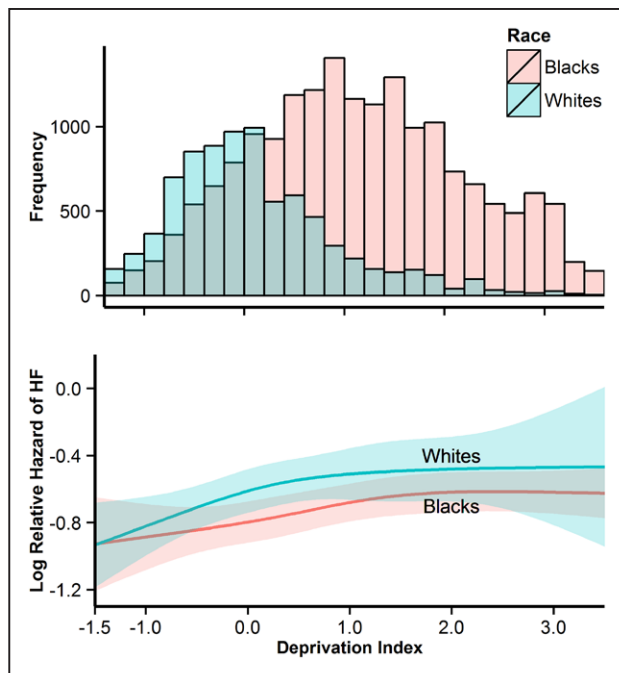 Race
Blacks
Whites
Frequency
1000
500
0
Log Relative Hazard of HF
0.0
-0.4
-0.8
-1.2
Whites
Blacks
-1.5 -1.0 0.0 1.0 2.0 3.0
Deprivation Index